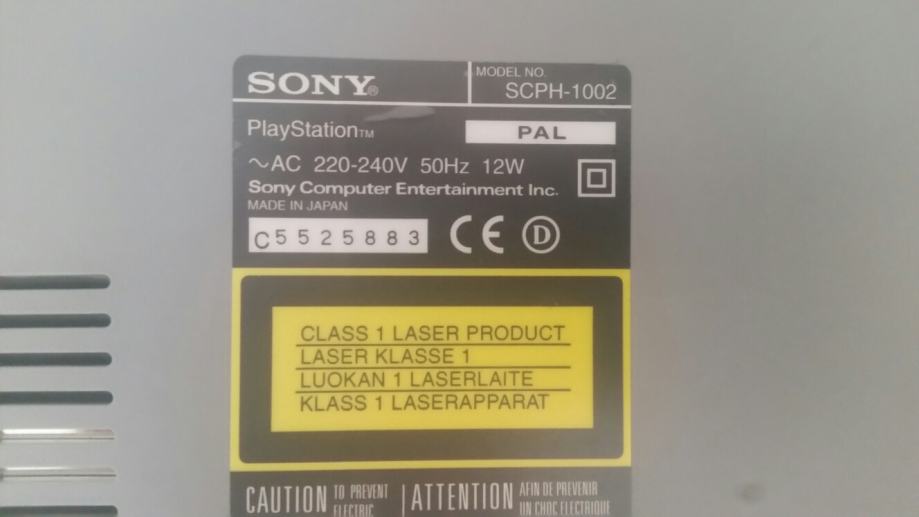 SONY®
MODEL NO.
SCPH-1002
PlayStation™
PAL
~AC 220-240V 50Hz 12W
Sony Computer Entertainment Inc.
MADE IN JAPAN
C5525883
CE D
CLASS 1 LASER PRODUCT
LASER KLASSE 1
LUOKAN 1 LASERLAITE
KLASS 1 LASERAPPARAT
CAUTION TO PREVENT
ELECTRIC
ATTENTION AFIN DE PREVENIR
UN CHOC ELECTRIQUE